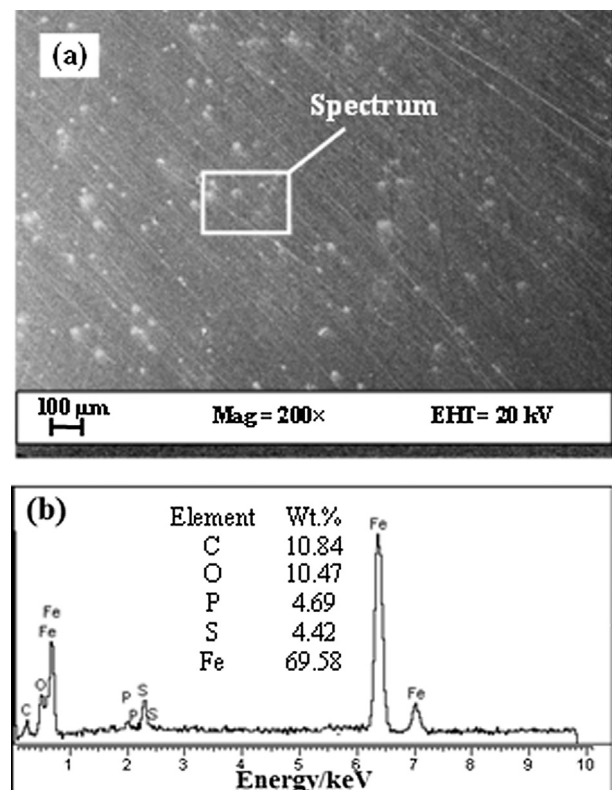 (a)
Spectrum
100 µm Mag = 200× EHT = 20 kV
(b)
Element Wt.%
C 10.84
O 10.47
P 4.69
S 4.42
Fe 69.58
Fe
Fe
Fe
O
C
P
P
S
S
Fe
1 2 3 4 5 6 7 8 9 10
Energy/keV